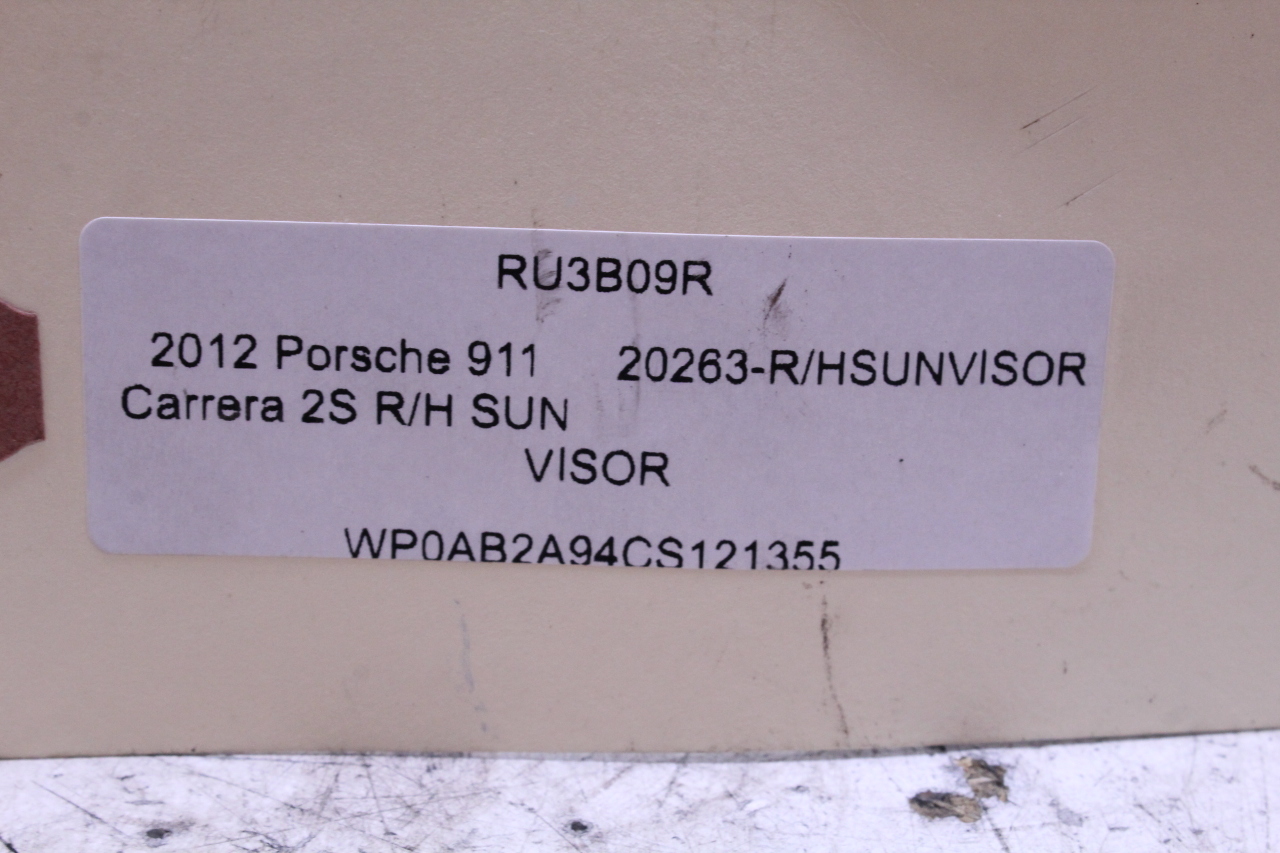 RU3B09R
2012 Porsche 911 20263-R/HSUNVISOR
Carrera 2S R/H SUN
VISOR
WP0AB2A94CS121355